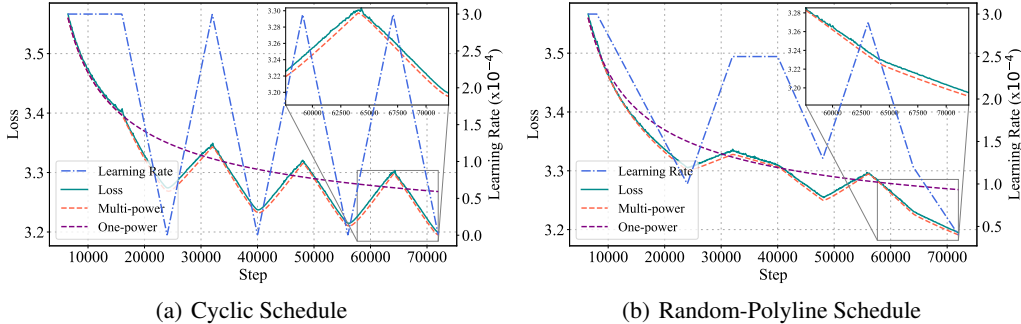 3.5
3.4
3.3
3.2
Loss
10000 20000 30000 40000 50000 60000 70000
Step
3.0
2.5
2.0
1.5
1.0
0.5
0.0
Learning Rate (x10⁻⁴)
Learning Rate
Loss
Multi-power
One-power
3.30
3.28
3.26
3.24
3.22
3.20
60000 62500 65000 67500 70000
(a) Cyclic Schedule
3.5
3.4
3.3
3.2
Loss
10000 20000 30000 40000 50000 60000 70000
Step
3.0
2.5
2.0
1.5
1.0
0.5
Learning Rate (x10⁻⁴)
Learning Rate
Loss
Multi-power
One-power
3.28
3.26
3.24
3.22
3.20
60000 62500 65000 67500 70000
(b) Random-Polyline Schedule